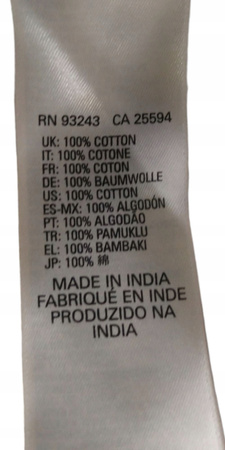 RN 93243 CA 25594
UK: 100% COTTON
IT: 100% COTONE
FR: 100% COTON
DE: 100% BAUMWOLLE
US: 100% COTTON
ES-MX: 100% ALGODÓN
PT: 100% ALGODÃO
TR: 100% PAMUKLU
EL: 100% BAMBAKI
JP: 100% 綿
MADE IN INDIA
FABRIQUÉ EN INDE
PRODUZIDO NA
INDIA